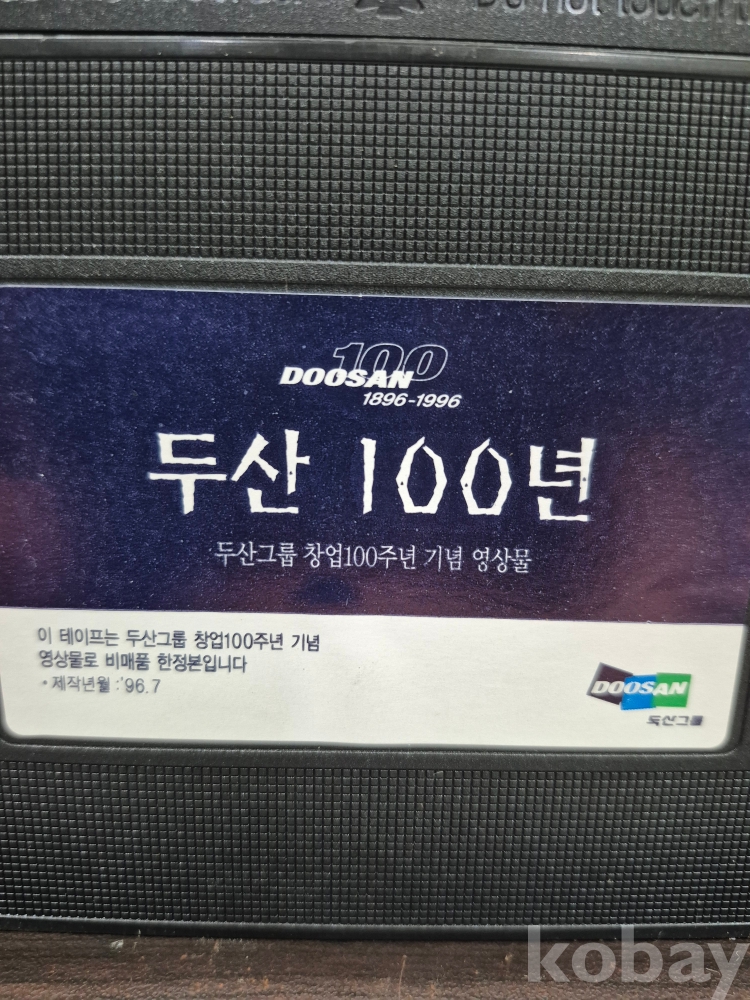 Do not touch
100
DOOSAN
1896-1996
두산 100년
두산그룹 창업100주년 기념 영상물
이 테이프는 두산그룹 창업100주년 기념
영상물로 비매품 한정본입니다
• 제작년월 : '96.7
DOOSAN
두산그룹
kobay